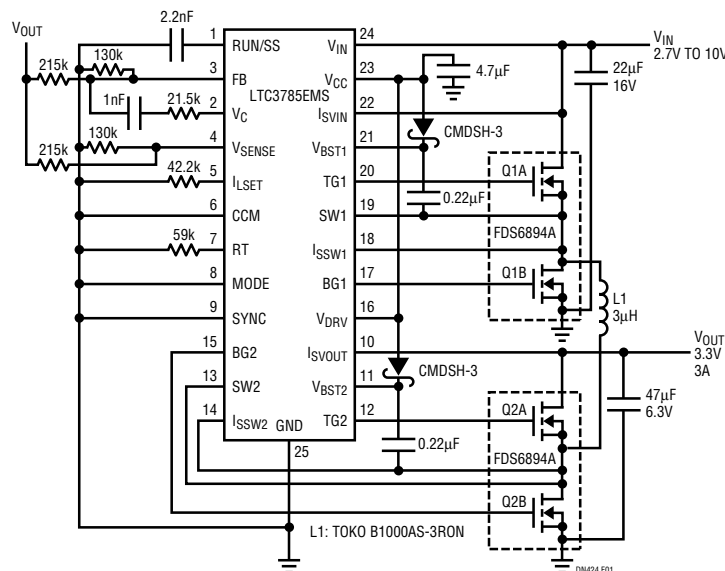 VOUT
2.2nF
215k
130k
1nF
21.5k
130k
215k
42.2k
59k
LTC3785EMS
1 RUN/SS
3 FB
2 VC
4 VSENSE
5 ILSET
6 CCM
7 RT
8 MODE
9 SYNC
15 BG2
13 SW2
14 ISSW2
GND
25
VIN 24
VCC 23
ISVIN 22
VBST1 21
TG1 20
SW1 19
ISSW1 18
BG1 17
VDRV 16
ISVOUT 10
VBST2 11
TG2 12
4.7µF
CMDSH-3
0.22µF
CMDSH-3
0.22µF
VIN
2.7V TO 10V
22µF
16V
Q1A
FDS6894A
Q1B
L1
3µH
VOUT
3.3V
3A
47µF
6.3V
Q2A
FDS6894A
Q2B
L1: TOKO B1000AS-3RON
DN424 F01